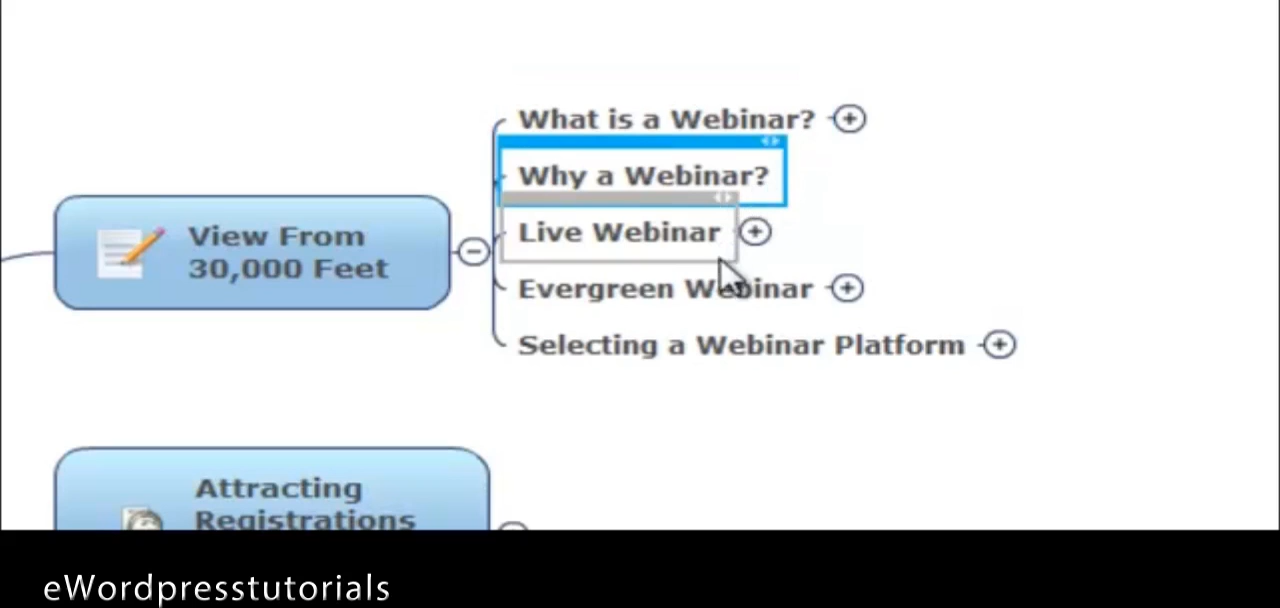 What is a Webinar?
Why a Webinar?
View From
30,000 Feet
Live Webinar
Evergreen Webinar
Selecting a Webinar Platform
Attracting
Registrations
eWordpresstutorials